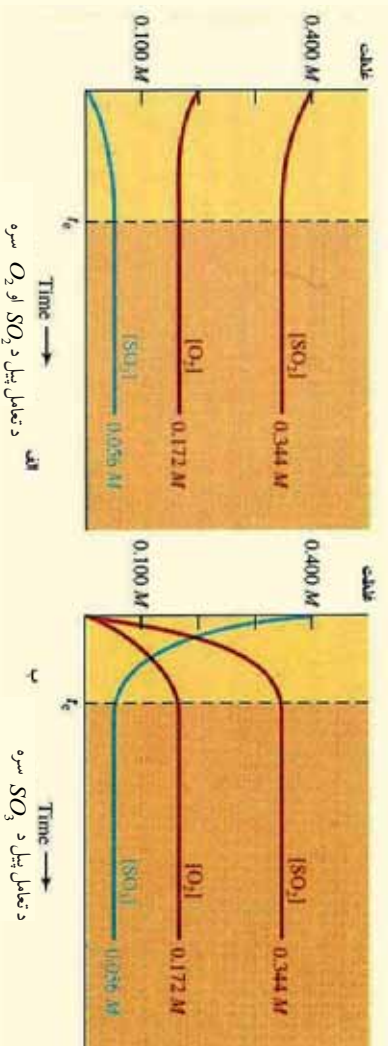 غلظت
0.400 M
0.100 M
[SO₂]
0.344 M
[O₂]
0.172 M
[SO₃]
0.056 M
tₑ
Time →
د تعامل پیل د SO₂ او O₂ سره
الف
غلظت
0.400 M
0.100 M
[SO₂]
0.344 M
[O₂]
0.172 M
[SO₃]
0.056 M
tₑ
Time →
ب
د تعامل پیل د SO₃ سره